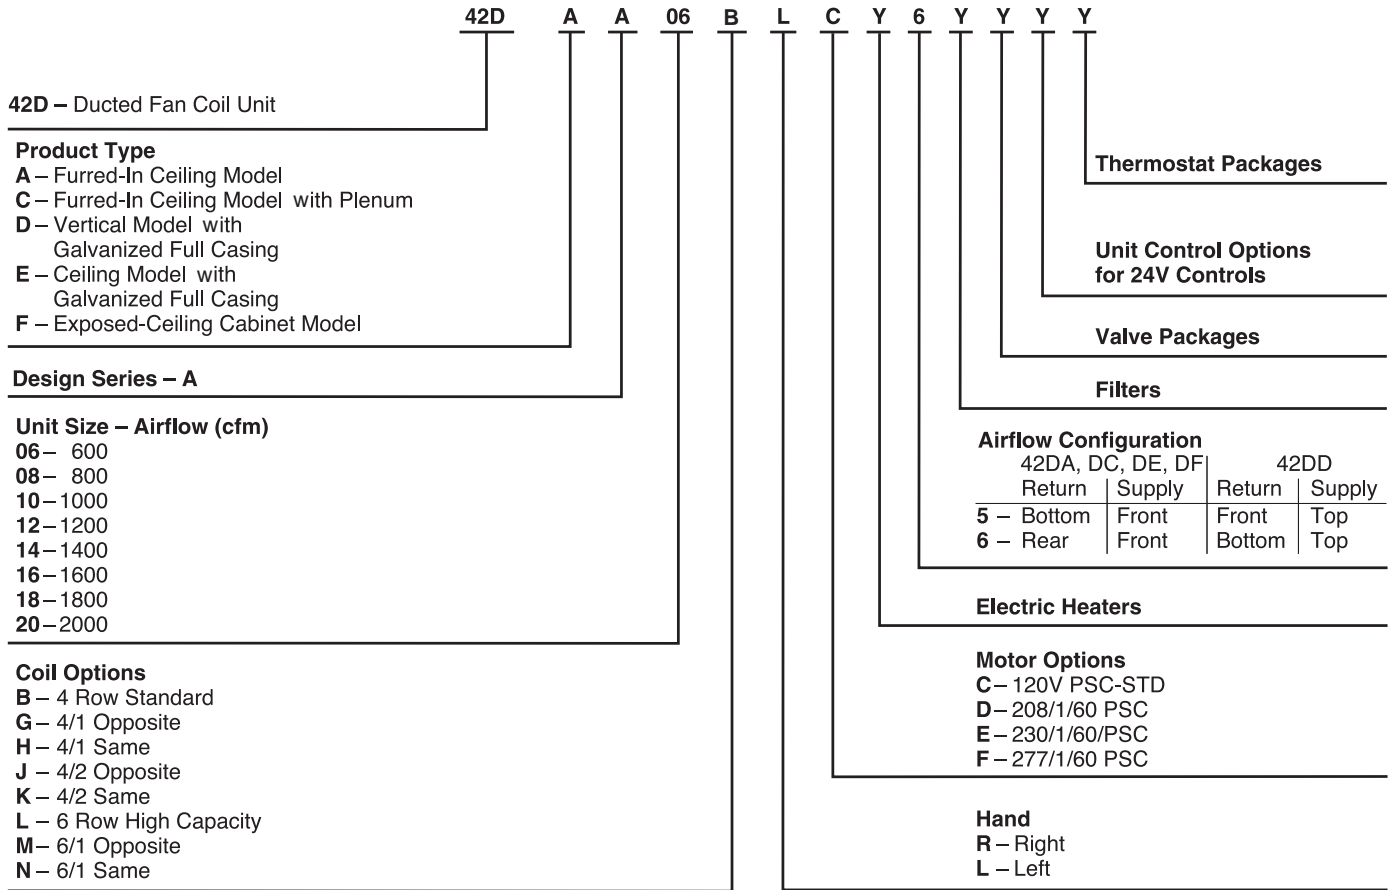 42D A A 06 B L C Y 6 Y Y Y Y
42D – Ducted Fan Coil Unit
Product Type
A – Furred-In Ceiling Model
C – Furred-In Ceiling Model with Plenum
D – Vertical Model with
Galvanized Full Casing
E – Ceiling Model with
Galvanized Full Casing
F – Exposed-Ceiling Cabinet Model
Design Series – A
Unit Size – Airflow (cfm)
06 – 600
08 – 800
10 – 1000
12 – 1200
14 – 1400
16 – 1600
18 – 1800
20 – 2000
Coil Options
B – 4 Row Standard
G – 4/1 Opposite
H – 4/1 Same
J – 4/2 Opposite
K – 4/2 Same
L – 6 Row High Capacity
M – 6/1 Opposite
N – 6/1 Same
Thermostat Packages
Unit Control Options
for 24V Controls
Valve Packages
Filters
Airflow Configuration
42DA, DC, DE, DF 42DD
Return Supply Return Supply
5 – Bottom Front Front Top
6 – Rear Front Bottom Top
Electric Heaters
Motor Options
C – 120V PSC-STD
D – 208/1/60 PSC
E – 230/1/60/PSC
F – 277/1/60 PSC
Hand
R – Right
L – Left